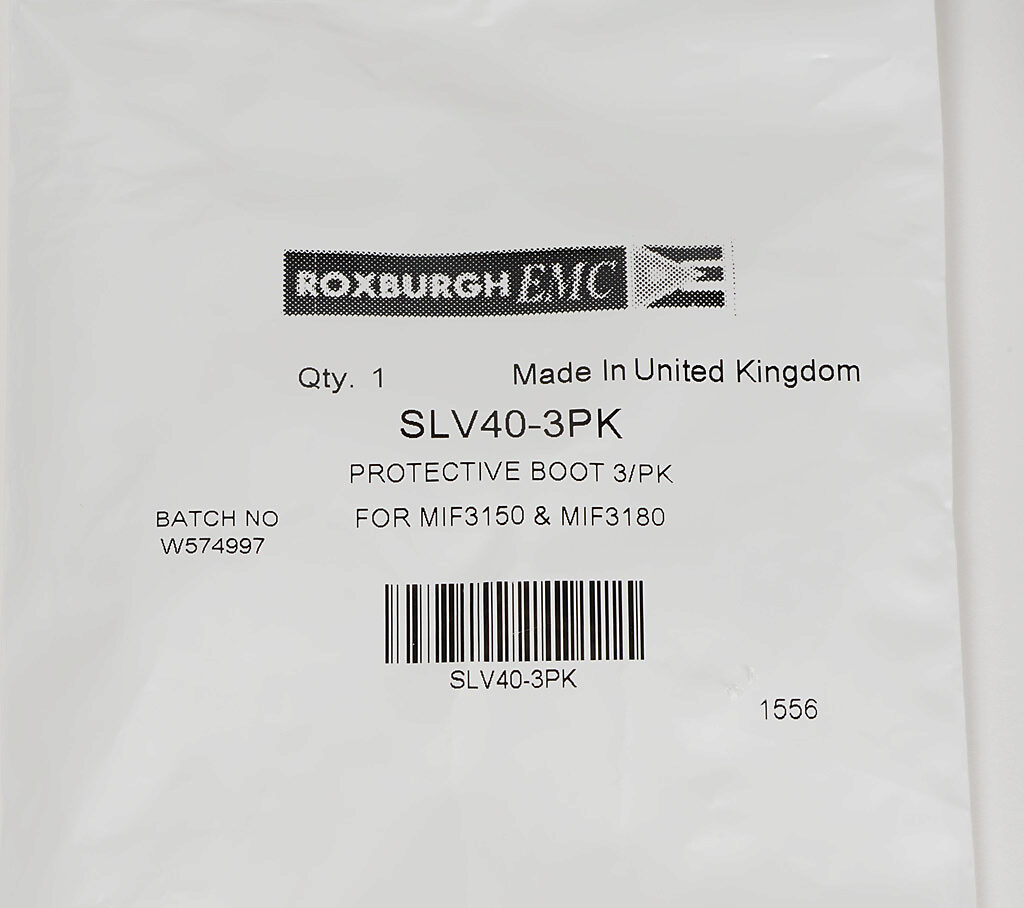 ROXBURGH EMC
Qty. 1 Made In United Kingdom
SLV40-3PK
PROTECTIVE BOOT 3/PK
FOR MIF3150 & MIF3180
BATCH NO
W574997
SLV40-3PK
1556